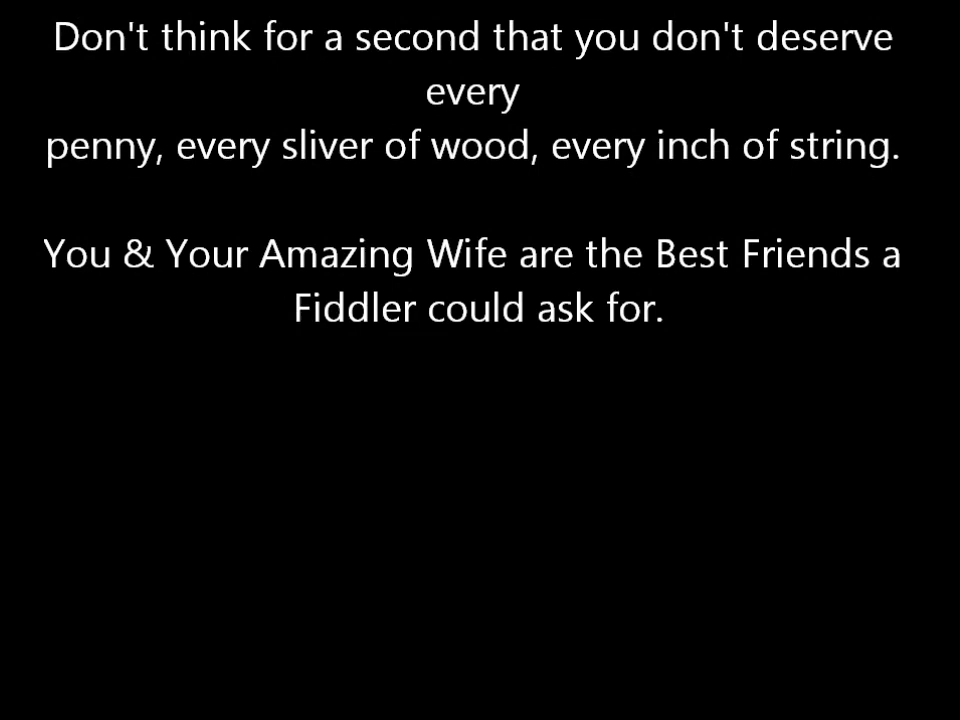 Don't think for a second that you don't deserve
every
penny, every sliver of wood, every inch of string.
You & Your Amazing Wife are the Best Friends a
Fiddler could ask for.